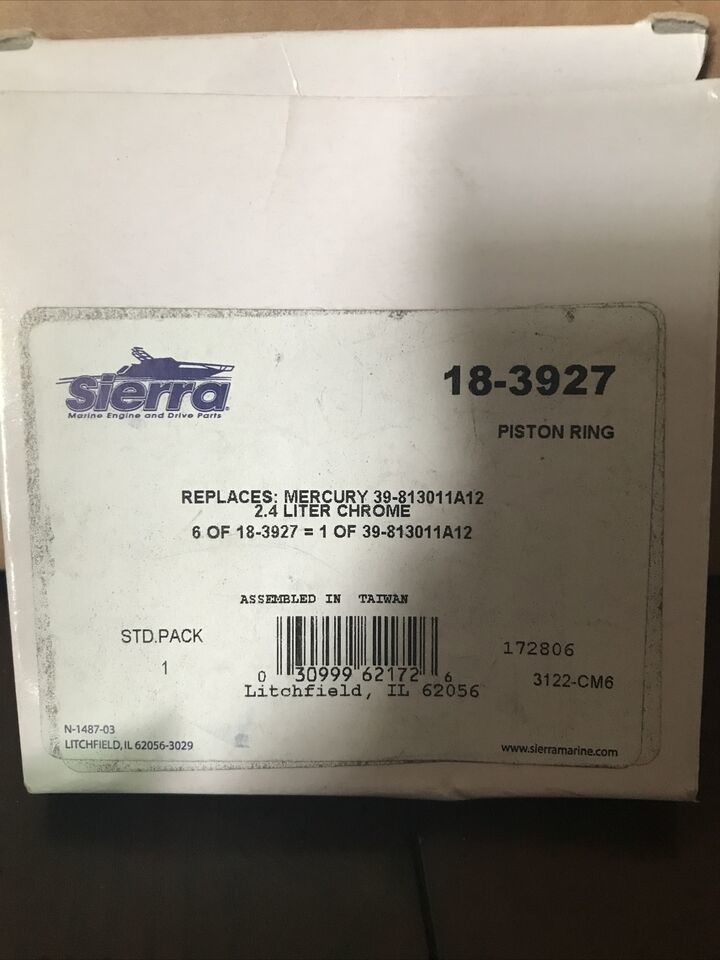 Sierra
Marine Engine and Drive Parts
18-3927
PISTON RING
REPLACES: MERCURY 39-813011A12
2.4 LITER CHROME
6 OF 18-3927 = 1 OF 39-813011A12
ASSEMBLED IN TAIWAN
STD.PACK
1
0 30999 62172 6
Litchfield, IL 62056
172806
3122-CM6
N-1487-03
LITCHFIELD, IL 62056-3029
www.sierramarine.com